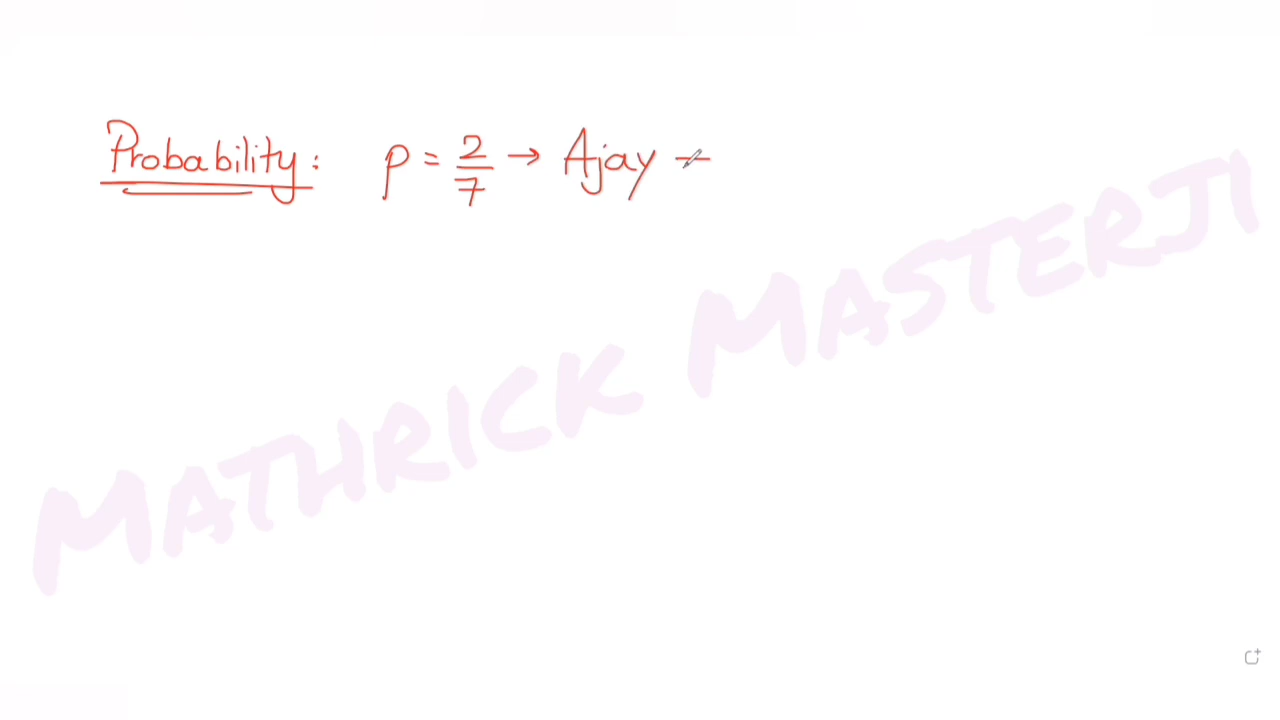 Probability: p = 2/7 → Ajay
MATHRICK MASTERJI